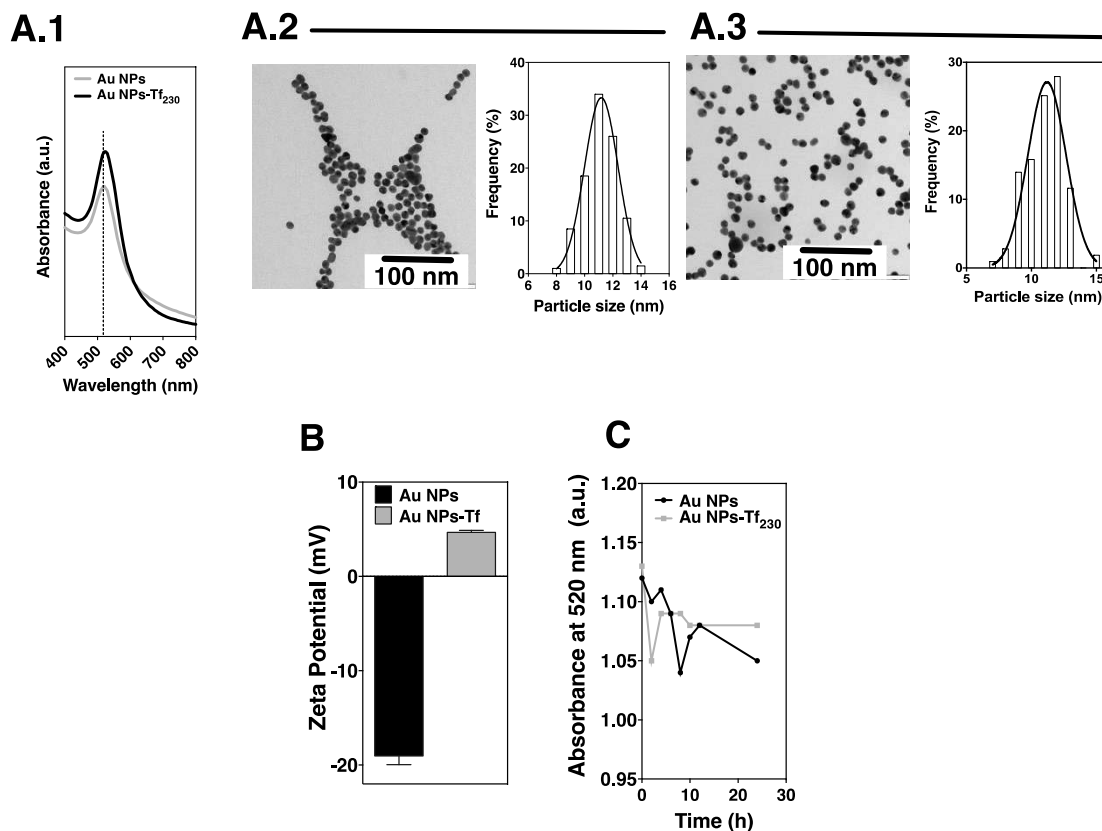 A.1
Au NPs
Au NPs-Tf230
Absorbance (a.u.)
400
500
600
700
800
Wavelength (nm)
A.2
100 nm
Frequency (%)
40
30
20
10
0
6
8
10
12
14
16
Particle size (nm)
A.3
100 nm
Frequency (%)
30
20
10
0
5
10
15
Particle size (nm)
B
Au NPs
Au NPs-Tf
Zeta Potential (mV)
10
0
-10
-20
C
Au NPs
Au NPs-Tf230
Absorbance at 520 nm (a.u.)
1.20
1.15
1.10
1.05
1.00
0.95
0
10
20
30
Time (h)